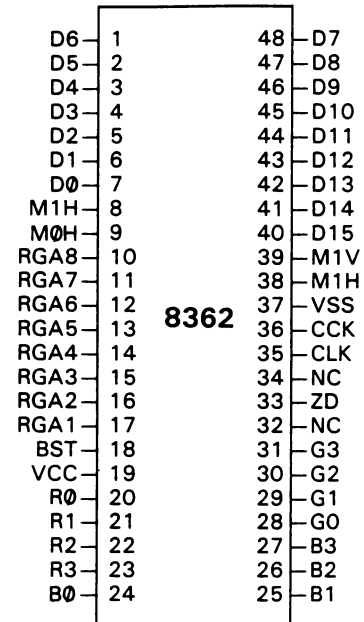 D6 1 48 D7
D5 2 47 D8
D4 3 46 D9
D3 4 45 D10
D2 5 44 D11
D1 6 43 D12
DØ 7 42 D13
M1H 8 41 D14
MØH 9 40 D15
RGA8 10 39 M1V
RGA7 11 38 M1H
RGA6 12 37 VSS
RGA5 13 36 CCK
8362
RGA4 14 35 CLK
RGA3 15 34 NC
RGA2 16 33 ZD
RGA1 17 32 NC
BST 18 31 G3
VCC 19 30 G2
RØ 20 29 G1
R1 21 28 G0
R2 22 27 B3
R3 23 26 B2
BØ 24 25 B1